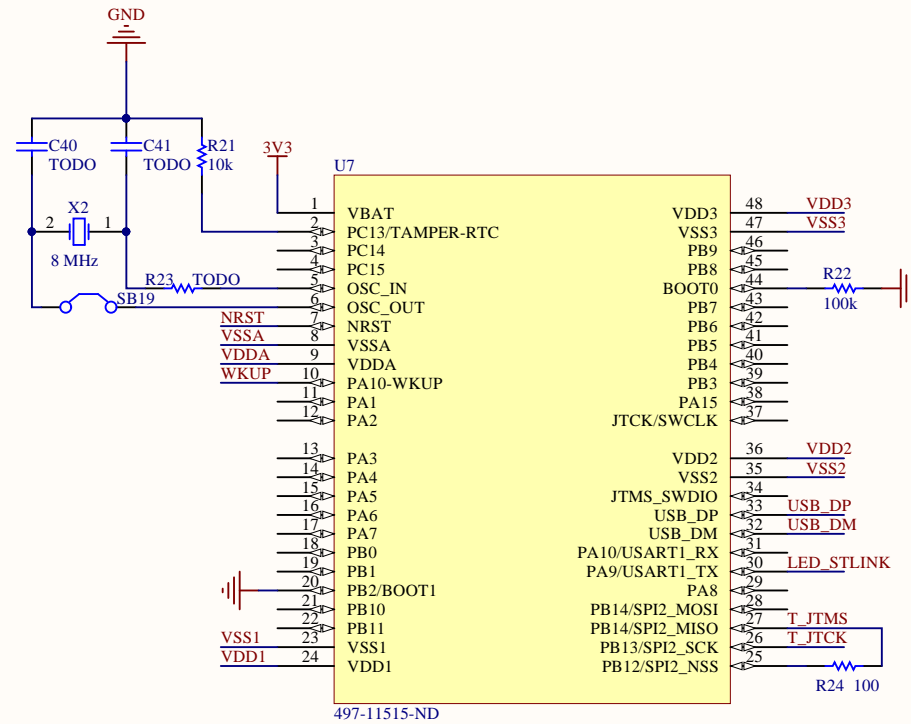 GND
C40
TODO
C41
TODO
R21
10k
3V3
X2
2
1
8 MHz
R23
TODO
SB19
U7
1 VBAT
2 PC13/TAMPER-RTC
3 PC14
4 PC15
5 OSC_IN
6 OSC_OUT
NRST 7 NRST
VSSA 8 VSSA
VDDA 9 VDDA
WKUP 10 PA10-WKUP
11 PA1
12 PA2
13 PA3
14 PA4
15 PA5
16 PA6
17 PA7
18 PB0
19 PB1
20 PB2/BOOT1
21 PB10
22 PB11
VSS1 23 VSS1
VDD1 24 VDD1
VDD3 48 VDD3
VSS3 47 VSS3
PB9 46
PB8 45
BOOT0 44
R22
100k
PB7 43
PB6 42
PB5 41
PB4 40
PB3 39
PA15 38
JTCK/SWCLK 37
VDD2 36 VDD2
VSS2 35 VSS2
JTMS_SWDIO 34
USB_DP 33 USB_DP
USB_DM 32 USB_DM
PA10/USART1_RX 31
PA9/USART1_TX 30 LED_STLINK
PA8 29
PB14/SPI2_MOSI 28
PB14/SPI2_MISO 27 T_JTMS
PB13/SPI2_SCK 26 T_JTCK
PB12/SPI2_NSS 25
R24 100
497-11515-ND